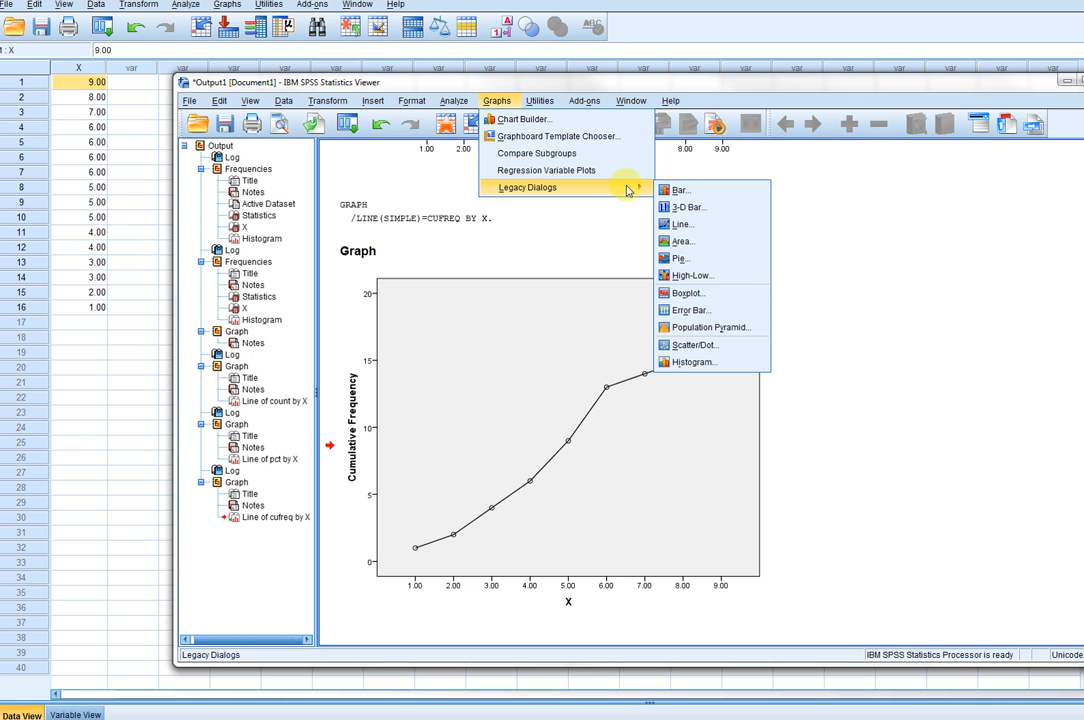 File Edit View Data Transform Analyze Graphs Utilities Add-ons Window Help
1 : X 9.00
X var var var var var var var var var var var var
1 9.00
2 8.00
3 7.00
4 6.00
5 6.00
6 6.00
7 6.00
8 5.00
9 5.00
10 5.00
11 4.00
12 4.00
13 3.00
14 3.00
15 2.00
16 1.00
17
18
19
20
21
22
23
24
25
26
27
28
29
30
31
32
33
34
35
36
37
38
39
40
Data View Variable View
*Output1 [Document1] - IBM SPSS Statistics Viewer
File Edit View Data Transform Insert Format Analyze Graphs Utilities Add-ons Window Help
Chart Builder...
Graphboard Template Chooser...
Compare Subgroups
Regression Variable Plots
Legacy Dialogs
Bar...
3-D Bar...
Line...
Area...
Pie...
High-Low...
Boxplot...
Error Bar...
Population Pyramid...
Scatter/Dot...
Histogram...
Output
Log
Frequencies
Title
Notes
Active Dataset
Statistics
X
Histogram
Log
Frequencies
Title
Notes
Statistics
X
Histogram
Graph
Notes
Log
Graph
Title
Notes
Line of count by X
Log
Graph
Title
Notes
Line of pct by X
Log
Graph
Title
Notes
Line of cufreq by X
1.00 2.00 8.00 9.00
GRAPH
/LINE(SIMPLE)=CUFREQ BY X.
Graph
Cumulative Frequency
20
15
10
5
0
1.00 2.00 3.00 4.00 5.00 6.00 7.00 8.00 9.00
X
Legacy Dialogs IBM SPSS Statistics Processor is ready Unicode